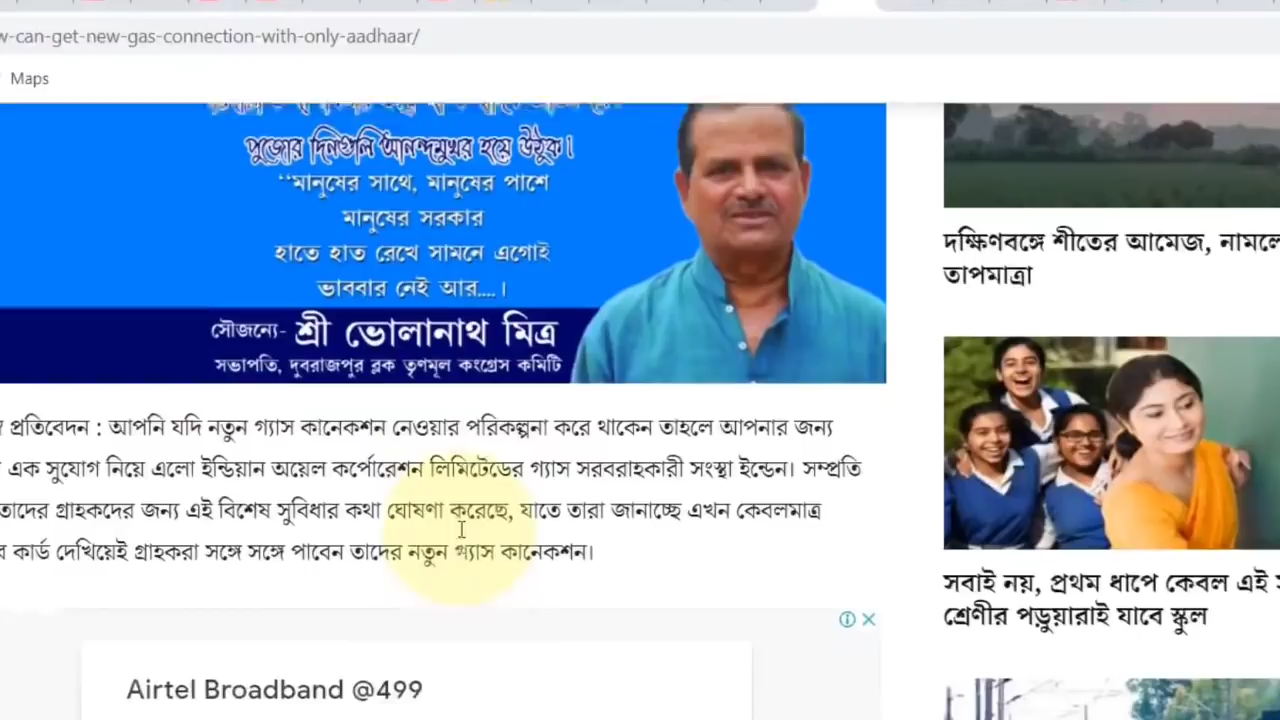 w-can-get-new-gas-connection-with-only-aadhaar/
Maps
পুজোর দিনগুলি আনন্দমুখর হয়ে উঠুক।
“মানুষের সাথে, মানুষের পাশে
মানুষের সরকার
হাতে হাত রেখে সামনে এগোই
ভাববার নেই আর....।
সৌজন্যে- শ্রী ভোলানাথ মিত্র
সভাপতি, দুবরাজপুর ব্লক তৃণমূল কংগ্রেস কমিটি
প্রতিবেদন : আপনি যদি নতুন গ্যাস কানেকশন নেওয়ার পরিকল্পনা করে থাকেন তাহলে আপনার জন্য
এক সুযোগ নিয়ে এলো ইন্ডিয়ান অয়েল কর্পোরেশন লিমিটেডের গ্যাস সরবরাহকারী সংস্থা ইন্ডেন। সম্প্রতি
তাদের গ্রাহকদের জন্য এই বিশেষ সুবিধার কথা ঘোষণা করেছে, যাতে তারা জানাচ্ছে এখন কেবলমাত্র
কার্ড দেখিয়েই গ্রাহকরা সঙ্গে সঙ্গে পাবেন তাদের নতুন গ্যাস কানেকশন।
Airtel Broadband @499
দক্ষিণবঙ্গে শীতের আমেজ, নামলো
তাপমাত্রা
সবাই নয়, প্রথম ধাপে কেবল এই
শ্রেণীর পড়ুয়ারাই যাবে স্কুল